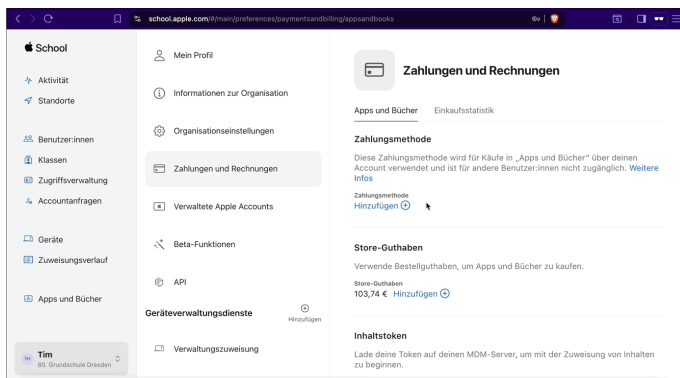 school.apple.com/#/main/preferences/paymentsandbilling/appsandbooks
School
Aktivität
Standorte
Benutzer:innen
Klassen
Zugriffsverwaltung
Accountanfragen
Geräte
Zuweisungsverlauf
Apps und Bücher
TH
Tim
80. Grundschule Dresden
Mein Profil
Informationen zur Organisation
Organisationseinstellungen
Zahlungen und Rechnungen
Verwaltete Apple Accounts
Beta-Funktionen
API
Geräteverwaltungsdienste
Hinzufügen
Verwaltungszuweisung
Zahlungen und Rechnungen
Apps und Bücher Einkaufsstatistik
Zahlungsmethode
Diese Zahlungsmethode wird für Käufe in „Apps und Bücher" über deinen
Account verwendet und ist für andere Benutzer:innen nicht zugänglich. Weitere
Infos
Zahlungsmethode
Hinzufügen
Store-Guthaben
Verwende Bestellguthaben, um Apps und Bücher zu kaufen.
Store-Guthaben
103,74 € Hinzufügen
Inhaltstoken
Lade deine Token auf deinen MDM-Server, um mit der Zuweisung von Inhalten
zu beginnen.